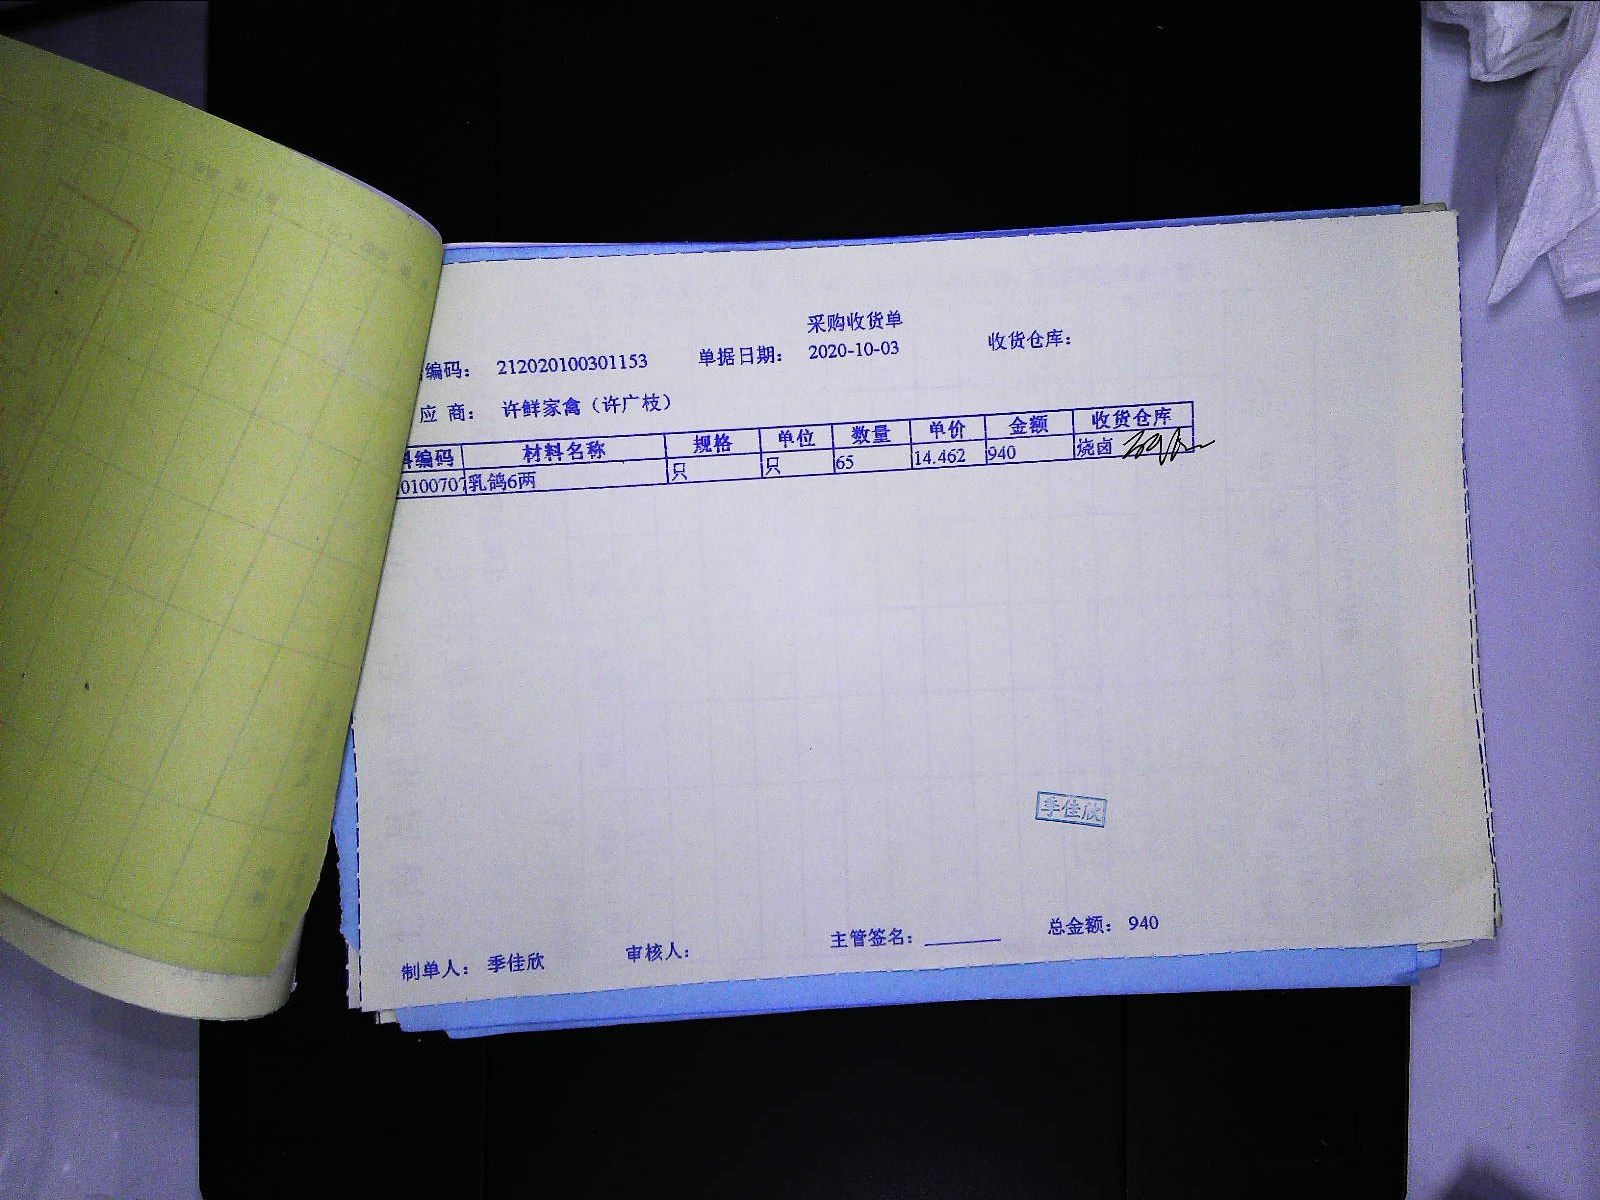 采购收货单
编码： 212020100301153 单据日期： 2020-10-03 收货仓库：
应 商： 许鲜家禽（许广枝）
料编码 材料名称 规格 单位 数量 单价 金额 收货仓库
0100707 乳鸽6两 只 只 65 14.462 940 烧卤
季佳欣
制单人： 季佳欣 审核人： 主管签名： 总金额： 940